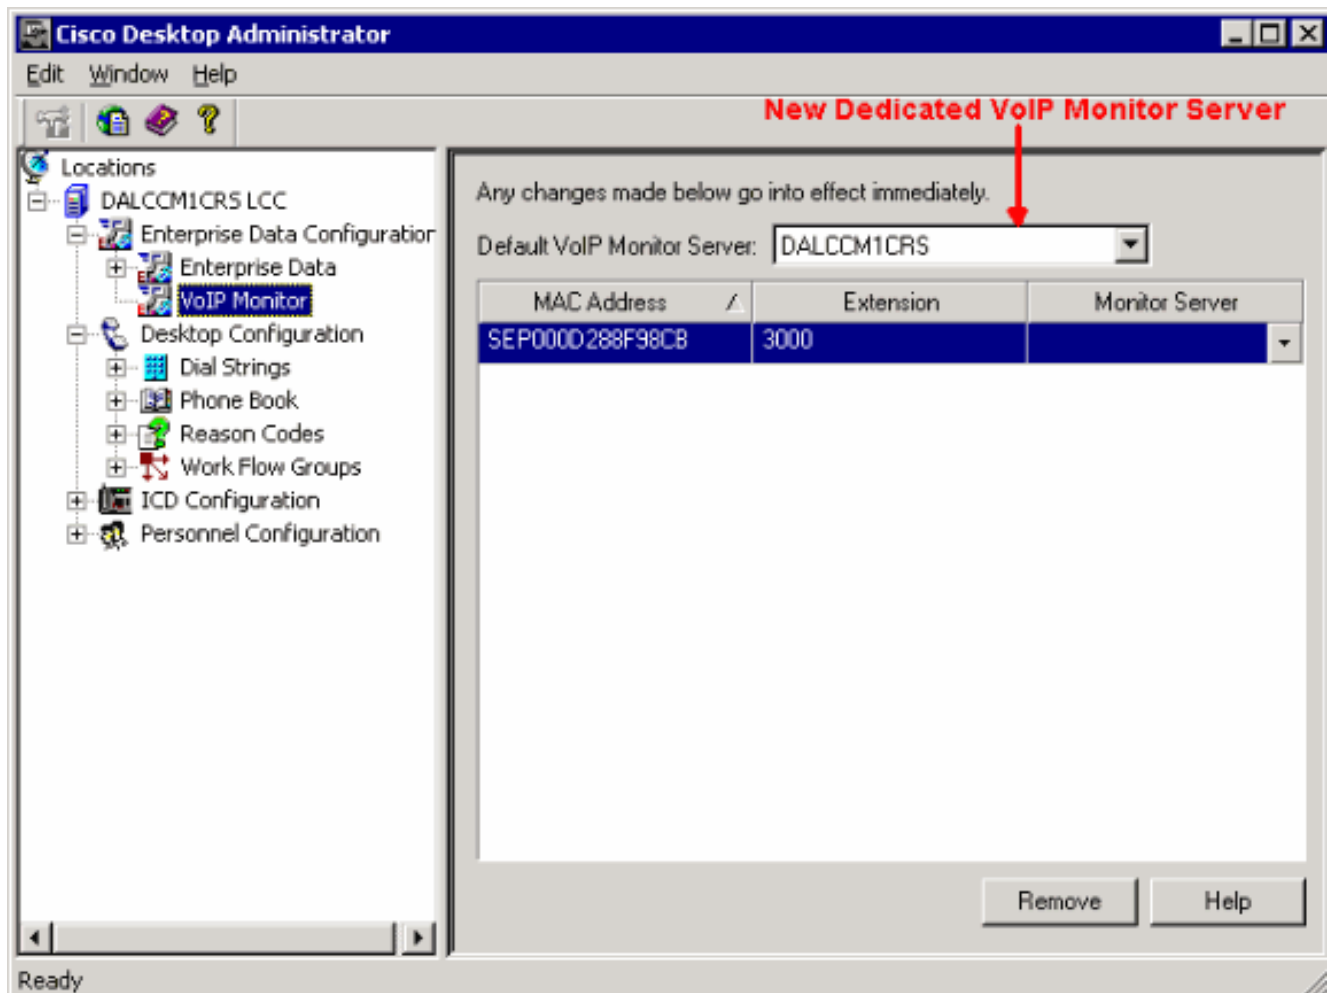 Cisco Desktop Administrator
Edit Window Help
New Dedicated VoIP Monitor Server
Locations
DALCCM1CRS LCC
Enterprise Data Configuration
Enterprise Data
VoIP Monitor
Desktop Configuration
Dial Strings
Phone Book
Reason Codes
Work Flow Groups
ICD Configuration
Personnel Configuration
Any changes made below go into effect immediately.
Default VoIP Monitor Server: DALCCM1CRS
MAC Address Extension Monitor Server
SEP000D288F98CB 3000
Remove Help
Ready